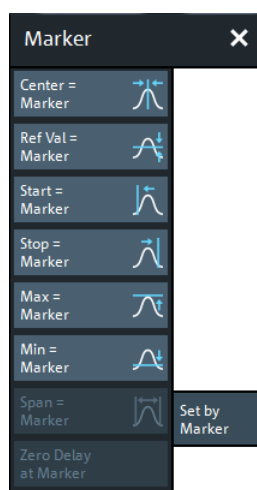 Marker
Center =
Marker
Ref Val =
Marker
Start =
Marker
Stop =
Marker
Max =
Marker
Min =
Marker
Span =
Marker
Set by
Marker
Zero Delay
at Marker